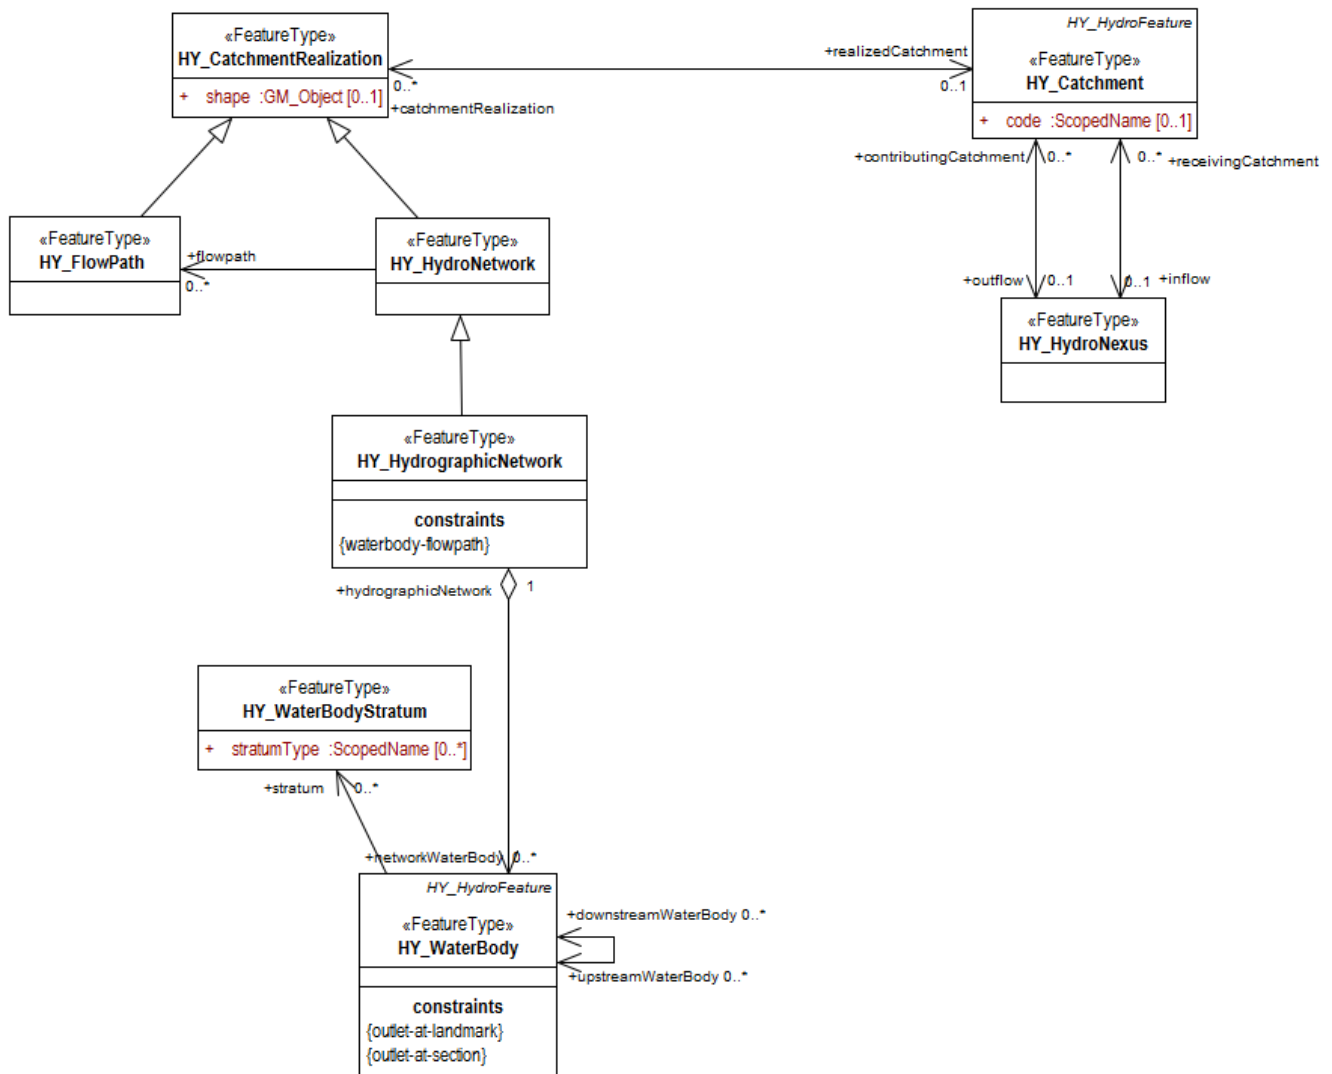 «FeatureType»
HY_CatchmentRealization
+ shape :GM_Object [0..1]
0..*
+catchmentRealization
+realizedCatchment
0..1
HY_HydroFeature
«FeatureType»
HY_Catchment
+ code :ScopedName [0..1]
+contributingCatchment
0..*
0..*
+receivingCatchment
«FeatureType»
HY_FlowPath
+flowpath
0..*
«FeatureType»
HY_HydroNetwork
+outflow
0..1
0..1
+inflow
«FeatureType»
HY_HydroNexus
«FeatureType»
HY_HydrographicNetwork
constraints
{waterbody-flowpath}
+hydrographicNetwork
1
«FeatureType»
HY_WaterBodyStratum
+ stratumType :ScopedName [0..*]
+stratum
0..*
+networkWaterBody 0..*
HY_HydroFeature
«FeatureType»
HY_WaterBody
+downstreamWaterBody 0..*
+upstreamWaterBody 0..*
constraints
{outlet-at-landmark}
{outlet-at-section}